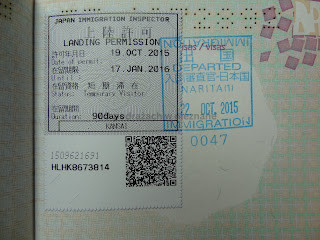 JAPAN IMMIGRATION INSPECTOR
上陸許可
LANDING PERMISSION
許可年月日 19.OCT 2015
Date of permit:
在留期限 17.JAN.2016
Until :
在留資格 短期滞在
Status: Temporary Visitor
在留期間
Duration: 90days
KANSAI
1509621691
HLHK8673814
VISAS
IMMIGRATION
出国
DEPARTED
入国審査官・日本国
NARITA(1)
22. OCT. 2015
IMMIGRATION
0047